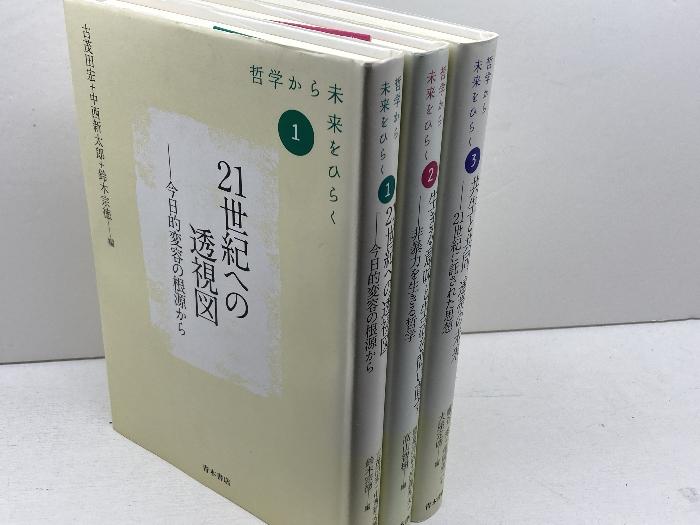 哲学から
未来をひらく
1
21世紀への
透視図
──今日的変容の根源から
古茂田宏+中西新太郎+鈴木宗徳──編
青木書店
哲学から
未来をひらく
1
21世紀への透視図
──今日的変容の根源から
鈴木宗徳──編
哲学から
未来をひらく
2
──非暴力を生きる哲学
哲学から
未来をひらく
3
──21世紀に託された思想